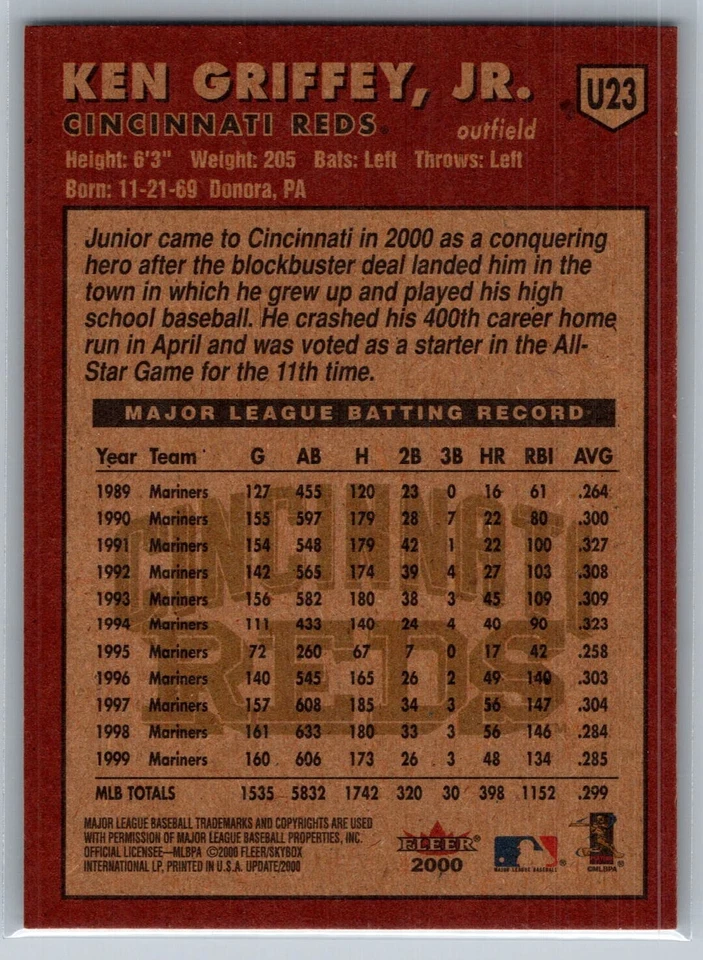 KEN GRIFFEY, JR.
U23
CINCINNATI REDS
outfield
Height: 6'3" Weight: 205 Bats: Left Throws: Left
Born: 11-21-69 Donora, PA
Junior came to Cincinnati in 2000 as a conquering
hero after the blockbuster deal landed him in the
town in which he grew up and played his high
school baseball. He crashed his 400th career home
run in April and was voted as a starter in the All-
Star Game for the 11th time.
MAJOR LEAGUE BATTING RECORD
Year Team G AB H 2B 3B HR RBI AVG
1989 Mariners 127 455 120 23 0 16 61 .264
1990 Mariners 155 597 179 28 7 22 80 .300
1991 Mariners 154 548 179 42 1 22 100 .327
1992 Mariners 142 565 174 39 4 27 103 .308
1993 Mariners 156 582 180 38 3 45 109 .309
1994 Mariners 111 433 140 24 4 40 90 .323
1995 Mariners 72 260 67 7 0 17 42 .258
1996 Mariners 140 545 165 26 2 49 140 .303
1997 Mariners 157 608 185 34 3 56 147 .304
1998 Mariners 161 633 180 33 3 56 146 .284
1999 Mariners 160 606 173 26 3 48 134 .285
MLB TOTALS 1535 5832 1742 320 30 398 1152 .299
CINCINNATI
REDS
MAJOR LEAGUE BASEBALL TRADEMARKS AND COPYRIGHTS ARE USED
WITH PERMISSION OF MAJOR LEAGUE BASEBALL PROPERTIES, INC.
OFFICIAL LICENSEE—MLBPA ©2000 FLEER/SKYBOX
INTERNATIONAL LP, PRINTED IN U.S.A. UPDATE/2000
FLEER
2000
MAJOR LEAGUE BASEBALL
©MLBPA